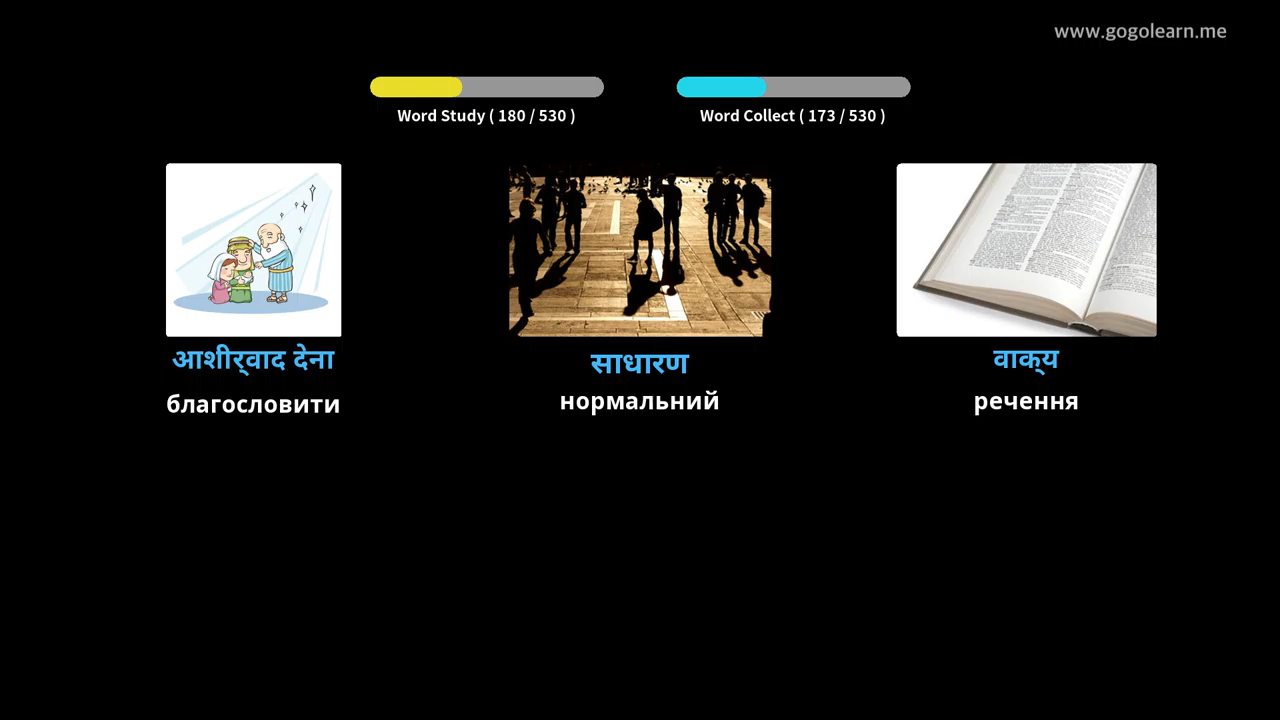 www.gogolearn.me
Word Study ( 180 / 530 )
Word Collect ( 173 / 530 )
आशीर्वाद देना
साधारण
वाक्य
благословити
нормальний
речення